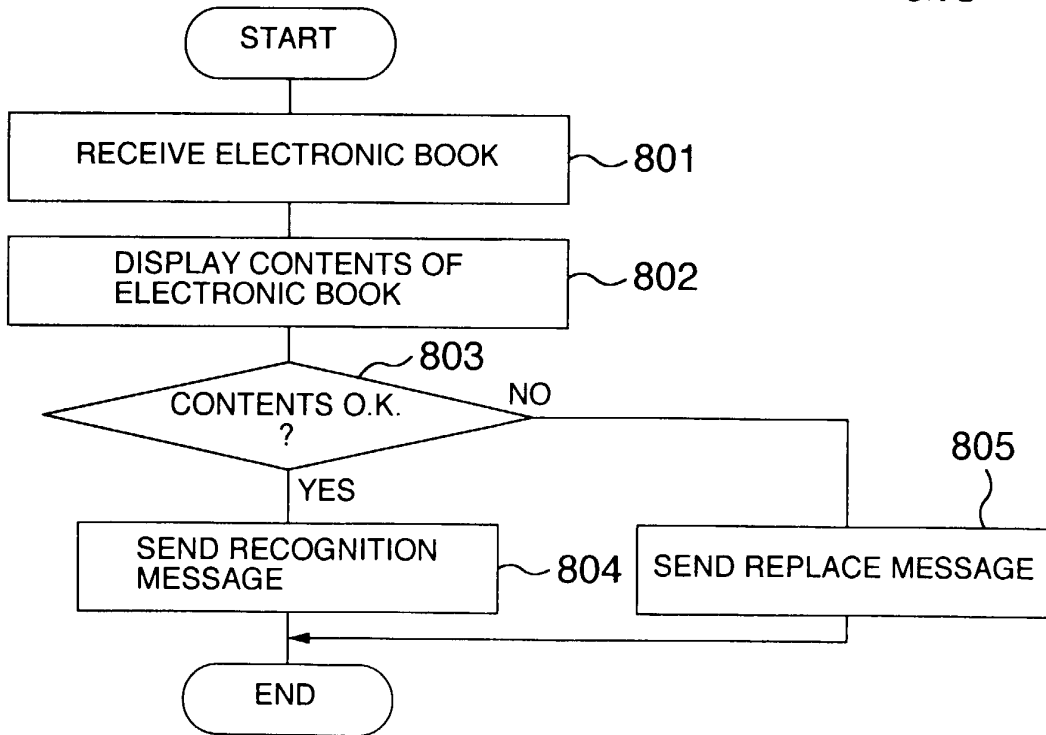 START
RECEIVE ELECTRONIC BOOK
801
DISPLAY CONTENTS OF
ELECTRONIC BOOK
802
803
CONTENTS O.K.
?
NO
YES
805
SEND RECOGNITION
MESSAGE
804
SEND REPLACE MESSAGE
END